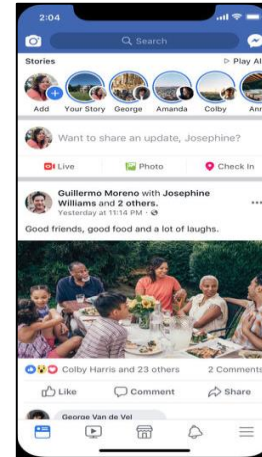 2:04
Search
Stories
Play Al
Add
Your Story
George
Amanda
Colby
Ann
Want to share an update, Josephine?
Live
Photo
Check In
Guillermo Moreno with Josephine
Williams and 2 others.
Yesterday at 11:14 PM ·
Good friends, good food and a lot of laughs.
Colby Harris and 23 others
2 Comments
Like
Comment
Share
George Van de Vel